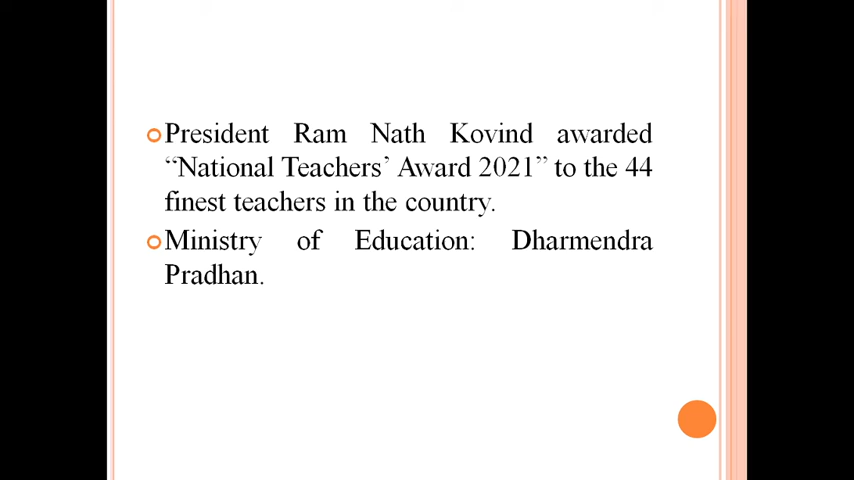 President Ram Nath Kovind awarded
“National Teachers’ Award 2021” to the 44
finest teachers in the country.
Ministry of Education: Dharmendra
Pradhan.